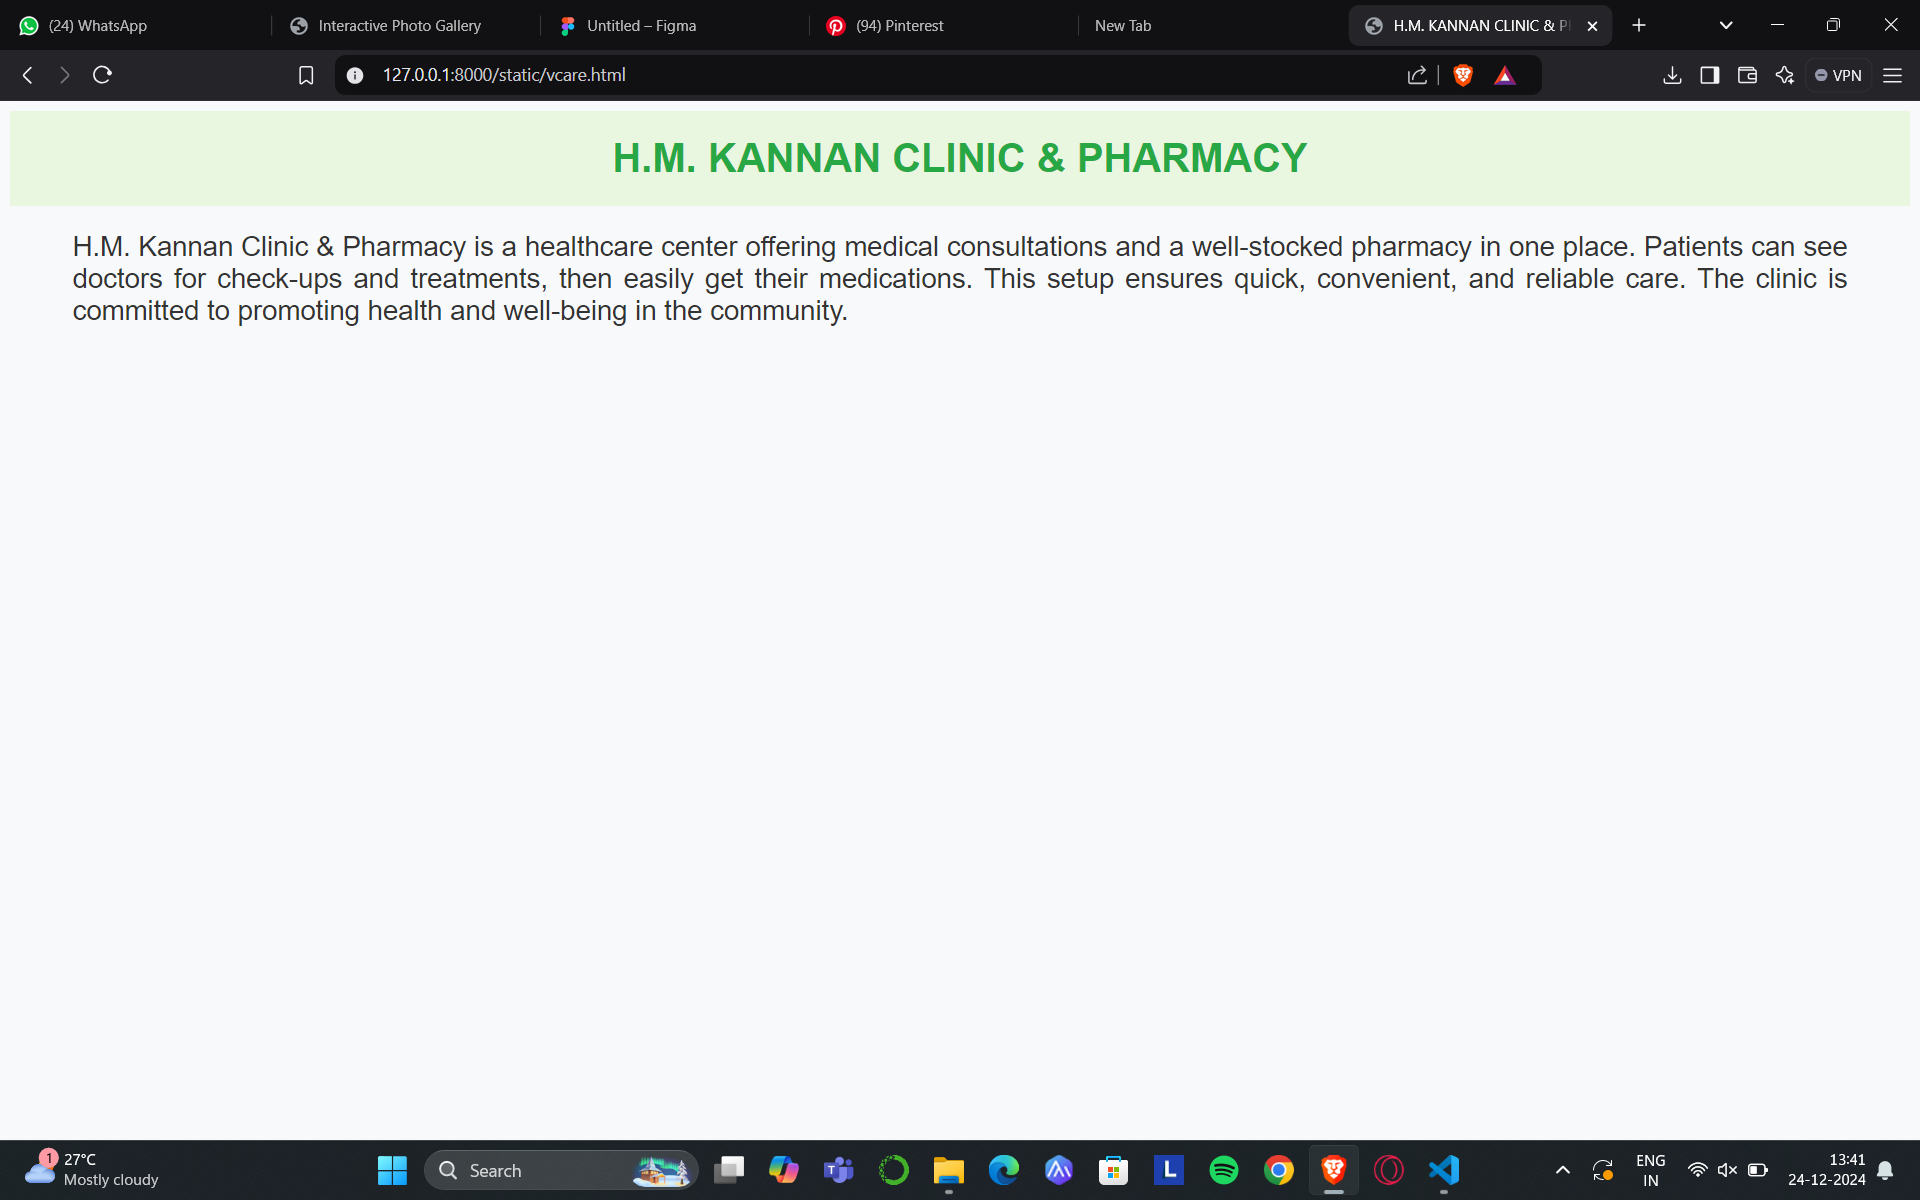 (24) WhatsApp
Interactive Photo Gallery
Untitled – Figma
(94) Pinterest
New Tab
H.M. KANNAN CLINIC & P
127.0.0.1:8000/static/vcare.html
VPN
H.M. KANNAN CLINIC & PHARMACY
H.M. Kannan Clinic & Pharmacy is a healthcare center offering medical consultations and a well-stocked pharmacy in one place. Patients can see
doctors for check-ups and treatments, then easily get their medications. This setup ensures quick, convenient, and reliable care. The clinic is
committed to promoting health and well-being in the community.
1
27°C
Mostly cloudy
Search
T
L
ENG
IN
13:41
24-12-2024